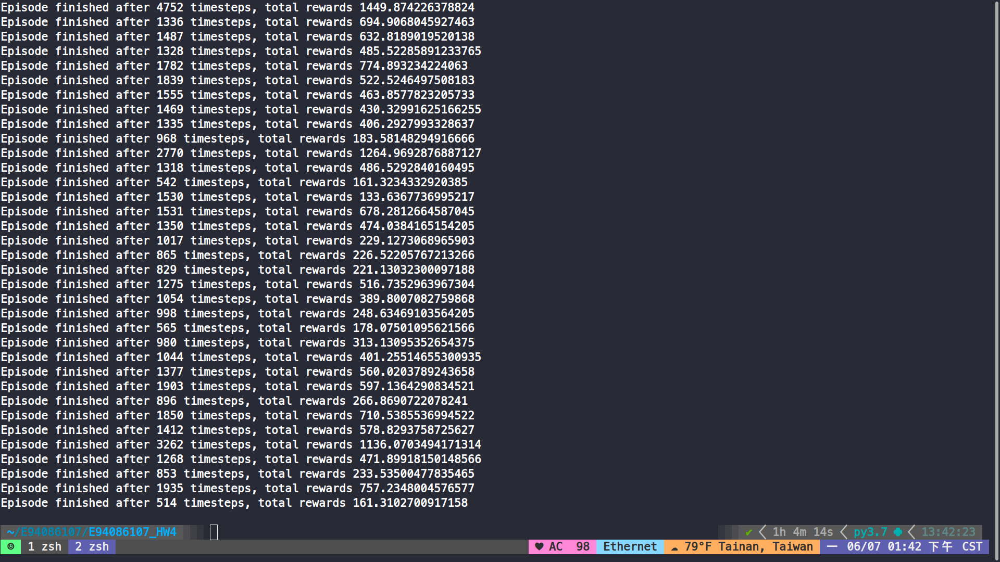 Episode finished after 4752 timesteps, total rewards 1449.874226378824
Episode finished after 1336 timesteps, total rewards 694.9068045927463
Episode finished after 1487 timesteps, total rewards 632.8189019520138
Episode finished after 1328 timesteps, total rewards 485.52285891233765
Episode finished after 1782 timesteps, total rewards 774.893234224063
Episode finished after 1839 timesteps, total rewards 522.5246497508183
Episode finished after 1555 timesteps, total rewards 463.8577823205733
Episode finished after 1469 timesteps, total rewards 430.32991625166255
Episode finished after 1335 timesteps, total rewards 406.2927993328637
Episode finished after 968 timesteps, total rewards 183.58148294916666
Episode finished after 2770 timesteps, total rewards 1264.9692876887127
Episode finished after 1318 timesteps, total rewards 486.5292840160495
Episode finished after 542 timesteps, total rewards 161.3234332920385
Episode finished after 1530 timesteps, total rewards 133.6367736995217
Episode finished after 1531 timesteps, total rewards 678.2812664587045
Episode finished after 1350 timesteps, total rewards 474.0384165154205
Episode finished after 1017 timesteps, total rewards 229.1273068965903
Episode finished after 865 timesteps, total rewards 226.52205767213266
Episode finished after 829 timesteps, total rewards 221.13032300097188
Episode finished after 1275 timesteps, total rewards 516.7352963967304
Episode finished after 1054 timesteps, total rewards 389.8007082759868
Episode finished after 998 timesteps, total rewards 248.63469103564205
Episode finished after 565 timesteps, total rewards 178.07501095621566
Episode finished after 980 timesteps, total rewards 313.13095352654375
Episode finished after 1044 timesteps, total rewards 401.25514655300935
Episode finished after 1377 timesteps, total rewards 560.0203789243658
Episode finished after 1903 timesteps, total rewards 597.1364290834521
Episode finished after 896 timesteps, total rewards 266.8690722078241
Episode finished after 1850 timesteps, total rewards 710.5385536994522
Episode finished after 1412 timesteps, total rewards 578.8293758725627
Episode finished after 3262 timesteps, total rewards 1136.0703494171314
Episode finished after 1268 timesteps, total rewards 471.89918150148566
Episode finished after 853 timesteps, total rewards 233.53500477835465
Episode finished after 1935 timesteps, total rewards 757.2348004576577
Episode finished after 514 timesteps, total rewards 161.3102700917158
~/E94086107/E94086107_HW4 ✔ 1h 4m 14s py3.7 13:42:23
1 zsh 2 zsh ♥ AC 98 Ethernet ☁ 79°F Tainan, Taiwan 一 06/07 01:42 下午 CST